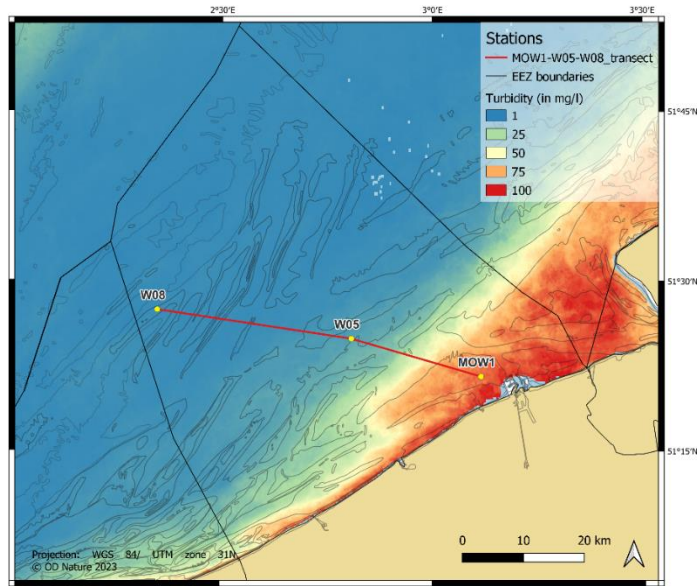 2°30'E
3°0'E
3°30'E
Stations
MOW1-W05-W08_transect
EEZ boundaries
Turbidity (in mg/l)
1
25
50
75
100
51°45'N
51°30'N
51°15'N
W08
W05
MOW1
0 10 20 km
Projection: WGS 84/ UTM zone 31N
© OD Nature 2023